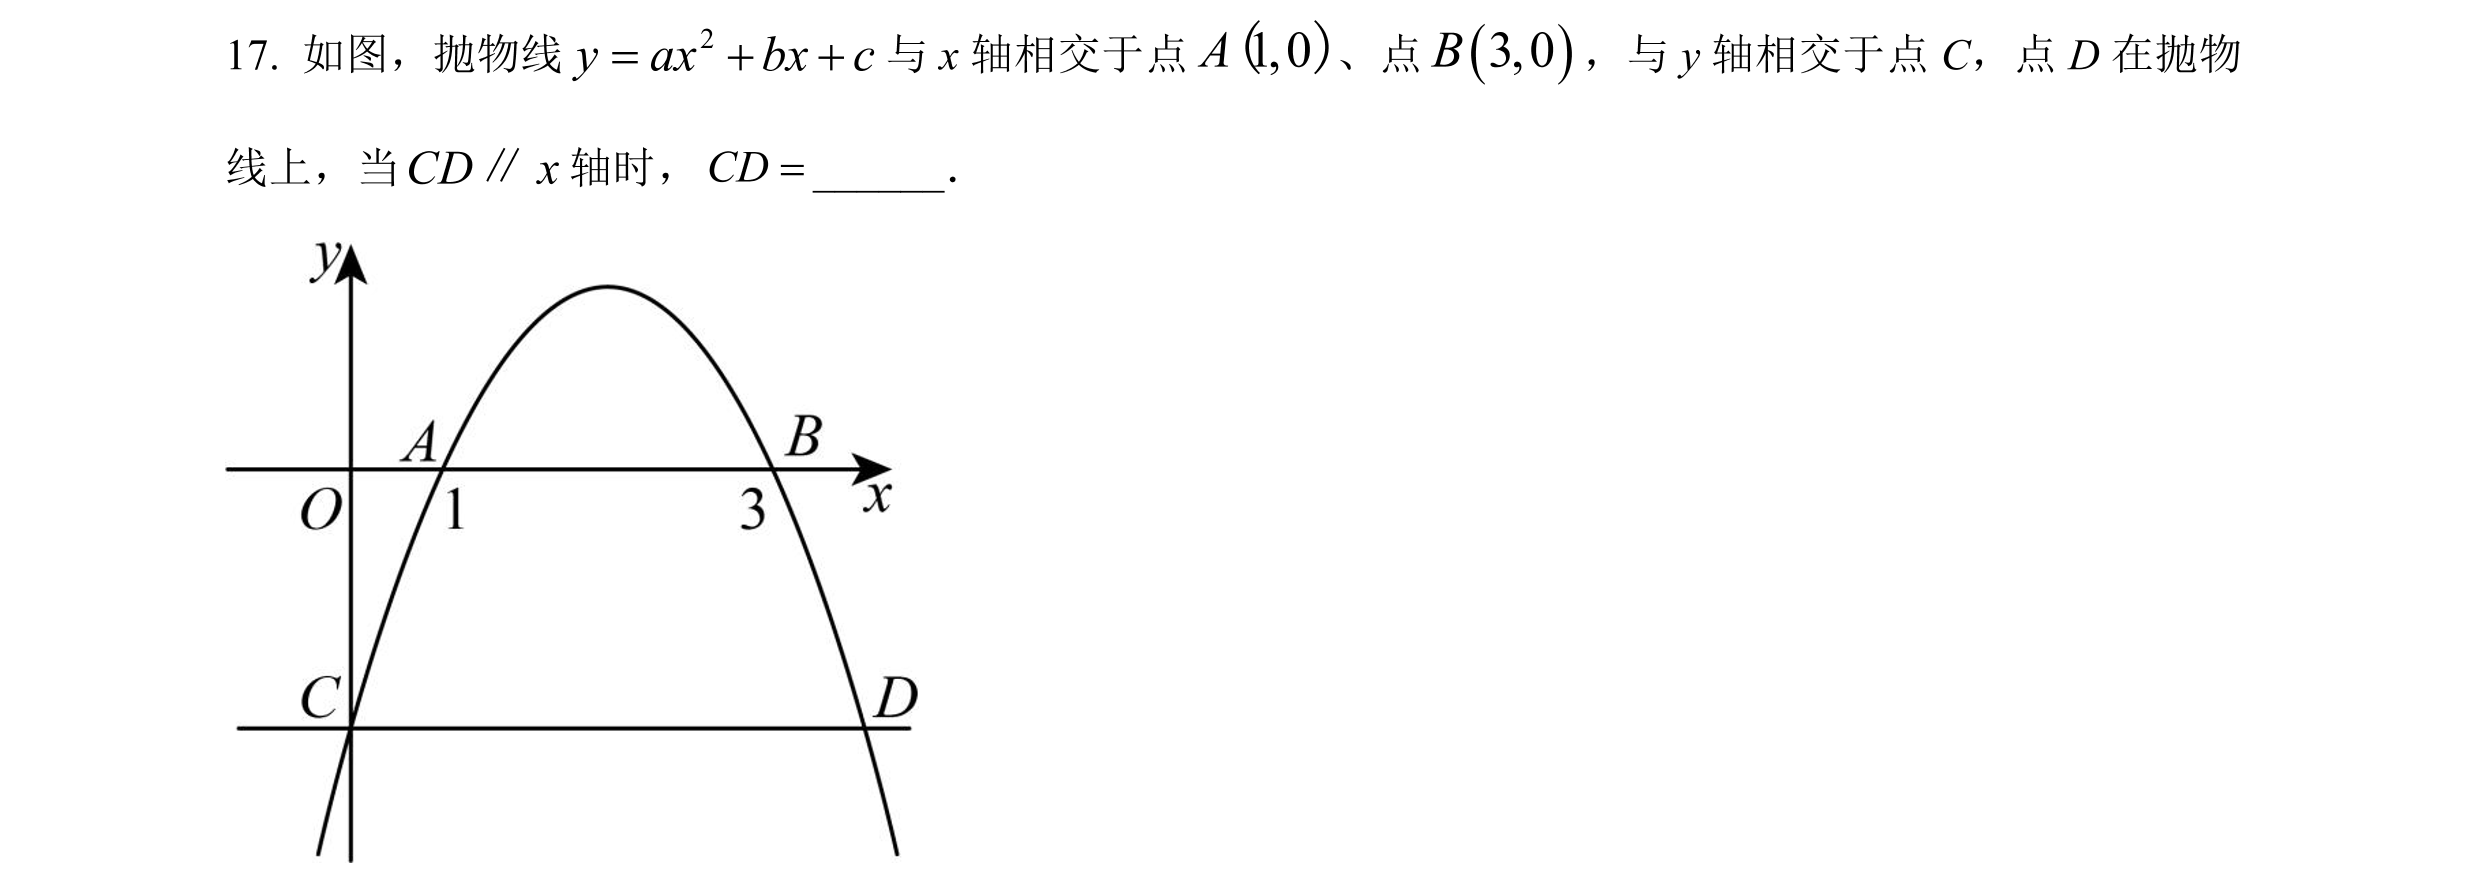 17. 如图，抛物线 y = ax² + bx + c 与 x 轴相交于点 A (1,0)、点 B(3,0)，与 y 轴相交于点 C，点 D 在抛物
线上，当 CD // x 轴时， CD = ______.
y
A
B
O
1
3
x
C
D